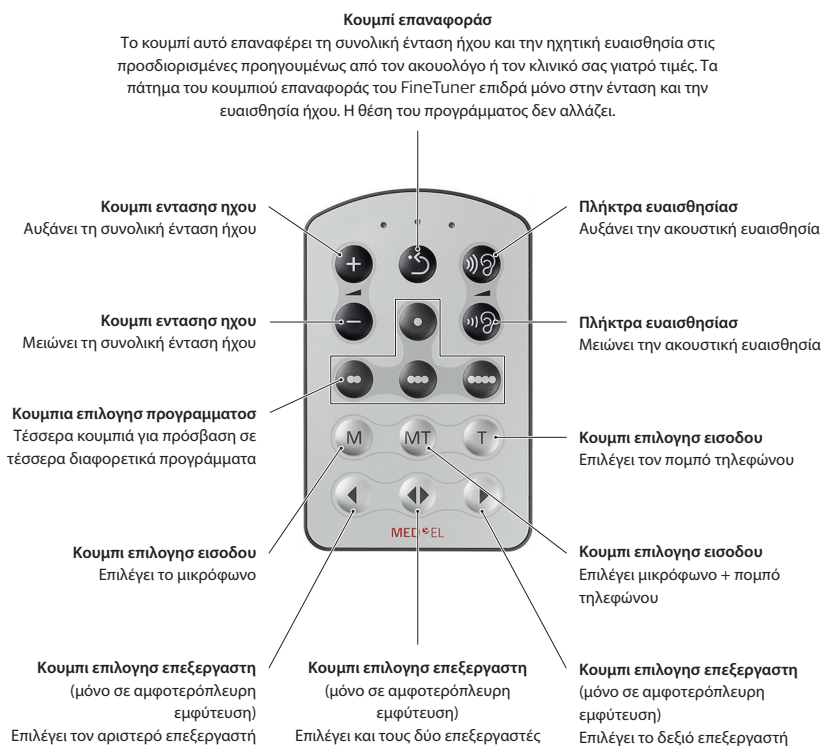 Κουμπί επαναφοράσ
Το κουμπί αυτό επαναφέρει τη συνολική ένταση ήχου και την ηχητική ευαισθησία στις
προσδιορισμένες προηγουμένως από τον ακουολόγο ή τον κλινικό σας γιατρό τιμές. Τα
πάτημα του κουμπιού επαναφοράς του FineTuner επιδρά μόνο στην ένταση και την
ευαισθησία ήχου. Η θέση του προγράμματος δεν αλλάζει.
Κουμπι εντασησ ηχου
Αυξάνει τη συνολική ένταση ήχου
Πλήκτρα ευαισθησίασ
Αυξάνει την ακουστική ευαισθησία
Κουμπι εντασησ ηχου
Μειώνει τη συνολική ένταση ήχου
Πλήκτρα ευαισθησίασ
Μειώνει την ακουστική ευαισθησία
Κουμπια επιλογησ προγραμματοσ
Τέσσερα κουμπιά για πρόσβαση σε
τέσσερα διαφορετικά προγράμματα
M MT T
Κουμπι επιλογησ εισοδου
Επιλέγει τον πομπό τηλεφώνου
MED EL
Κουμπι επιλογησ εισοδου
Επιλέγει το μικρόφωνο
Κουμπι επιλογησ εισοδου
Επιλέγει μικρόφωνο + πομπό
τηλεφώνου
Κουμπι επιλογησ επεξεργαστη
(μόνο σε αμφοτερόπλευρη
εμφύτευση)
Επιλέγει τον αριστερό επεξεργαστή
Κουμπι επιλογησ επεξεργαστη
(μόνο σε αμφοτερόπλευρη
εμφύτευση)
Επιλέγει και τους δύο επεξεργαστές
Κουμπι επιλογησ επεξεργαστη
(μόνο σε αμφοτερόπλευρη
εμφύτευση)
Επιλέγει το δεξιό επεξεργαστή